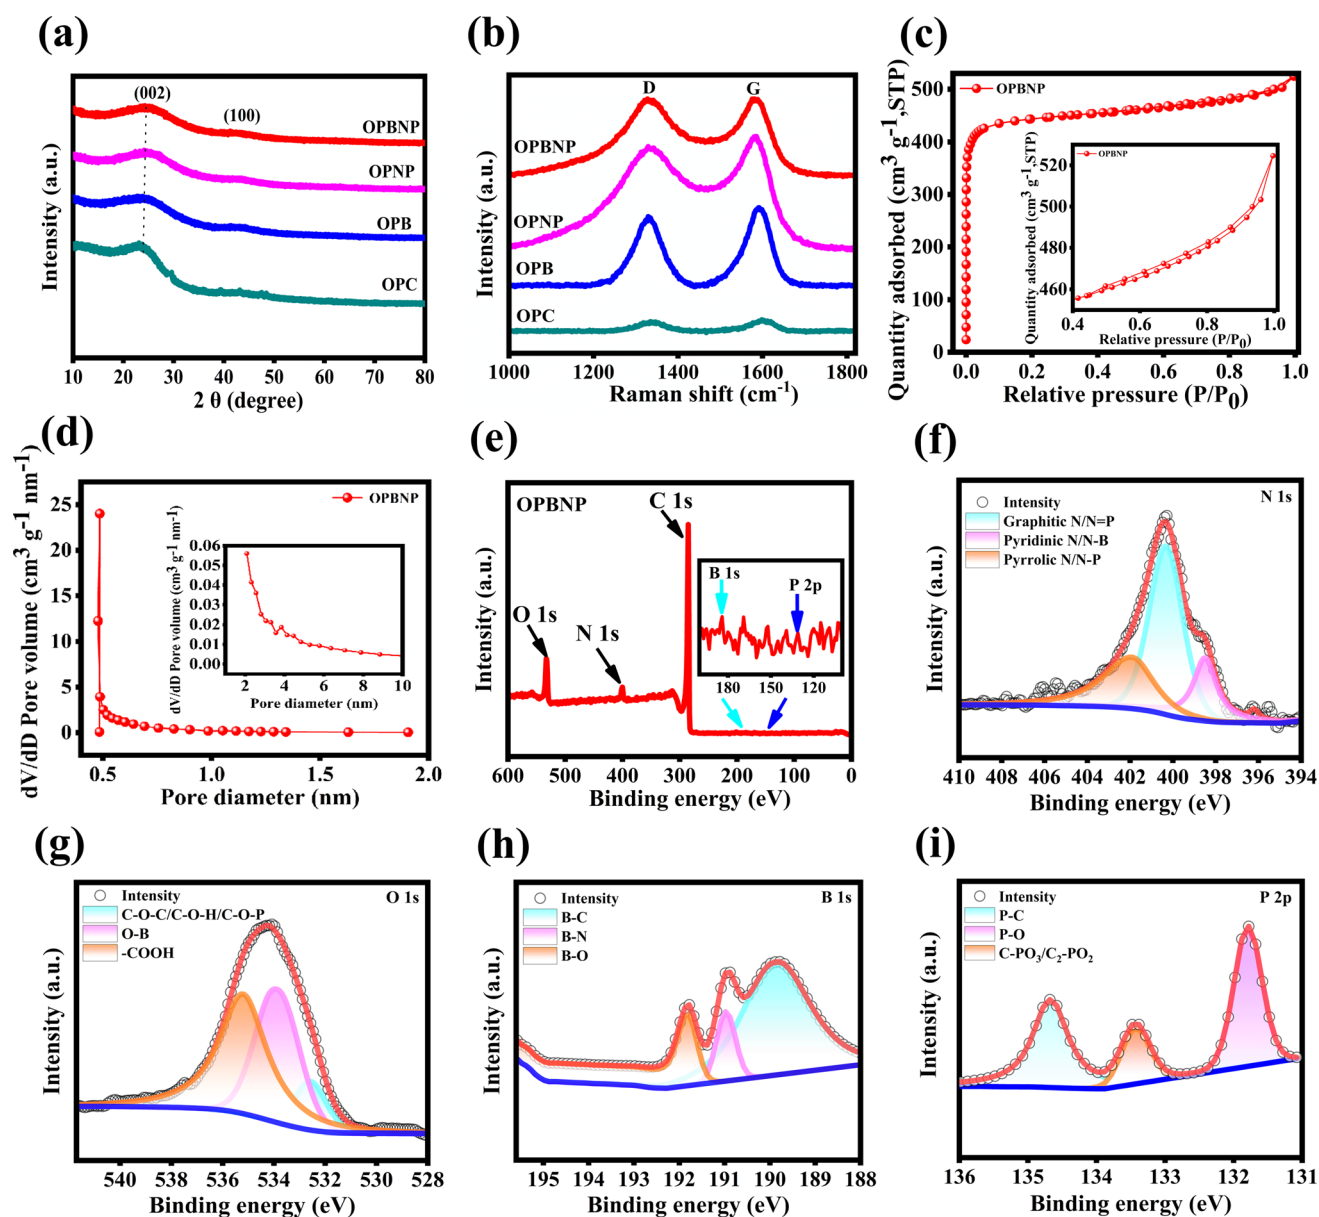 (a)
Intensity (a.u.)
(002)
(100)
OPBNP
OPNP
OPB
OPC
10 20 30 40 50 60 70 80
2 θ (degree)
(b)
Intensity (a.u.)
D
G
OPBNP
OPNP
OPB
OPC
1000 1200 1400 1600 1800
Raman shift (cm-1)
(c)
Quantity adsorbed (cm3 g-1,STP)
500
400
300
200
100
0
OPBNP
Quantity adsorbed (cm3 g-1,STP)
520
500
480
460
OPBNP
0.4 0.6 0.8 1.0
Relative pressure (P/P0)
0.0 0.2 0.4 0.6 0.8 1.0
Relative pressure (P/P0)
(d)
dV/dD Pore volume (cm3 g-1 nm-1)
25
20
15
10
5
0
OPBNP
dV/dD Pore volume (cm3 g-1 nm-1)
0.06
0.05
0.04
0.03
0.02
0.01
0.00
2 4 6 8 10
Pore diameter (nm)
0.5 1.0 1.5 2.0
Pore diameter (nm)
(e)
Intensity (a.u.)
OPBNP
C 1s
O 1s
N 1s
B 1s
P 2p
180 150 120
600 500 400 300 200 100 0
Binding energy (eV)
(f)
Intensity (a.u.)
Intensity
Graphitic N/N=P
Pyridinic N/N-B
Pyrrolic N/N-P
N 1s
410 408 406 404 402 400 398 396 394
Binding energy (eV)
(g)
Intensity (a.u.)
Intensity
C-O-C/C-O-H/C-O-P
O-B
-COOH
O 1s
540 538 536 534 532 530 528
Binding energy (eV)
(h)
Intensity (a.u.)
Intensity
B-C
B-N
B-O
B 1s
195 194 193 192 191 190 189 188
Binding energy (eV)
(i)
Intensity (a.u.)
Intensity
P-C
P-O
C-PO3/C2-PO2
P 2p
136 135 134 133 132 131
Binding energy (eV)